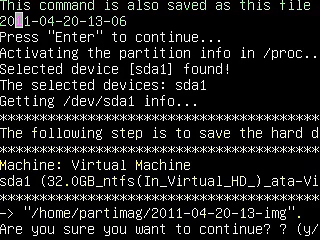 This command is also saved as this file
2011-04-20-13-06
Press "Enter" to continue...
Activating the partition info in /proc..
Selected device [sda1] found!
The selected devices: sda1
Getting /dev/sda1 info...
****************************************
The following step is to save the hard d
****************************************
Machine: Virtual Machine
sda1 (32.0GB_ntfs(In_Virtual_HD_)_ata-Vi
****************************************
-> "/home/partimag/2011-04-20-13-img".
Are you sure you want to continue? ? (y/